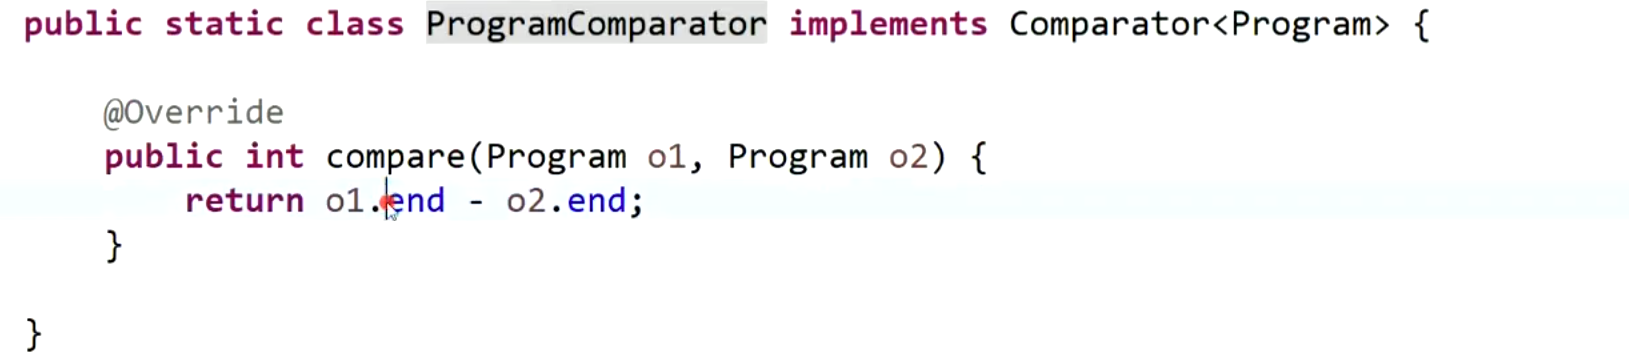 public static class ProgramComparator implements Comparator<Program> {
@Override
public int compare(Program o1, Program o2) {
return o1.end - o2.end;
}
}